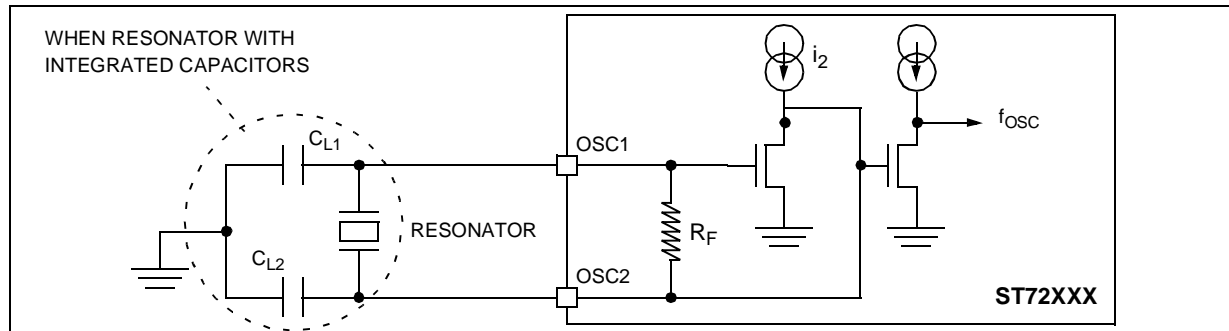 WHEN RESONATOR WITH
INTEGRATED CAPACITORS
i2
fOSC
CL1
OSC1
RESONATOR
RF
CL2
OSC2
ST72XXX